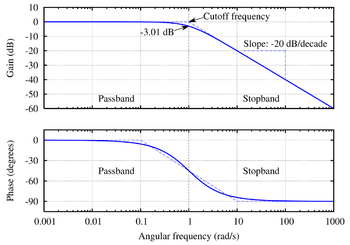 10
Cutoff frequency
0
-3.01 dB
-10
Slope: -20 dB/decade
-20
-30
-40
-50
-60
Gain (dB)
Passband
Stopband
0
-30
-60
-90
Phase (degrees)
Passband
Stopband
0.001 0.01 0.1 1 10 100 1000
Angular frequency (rad/s)